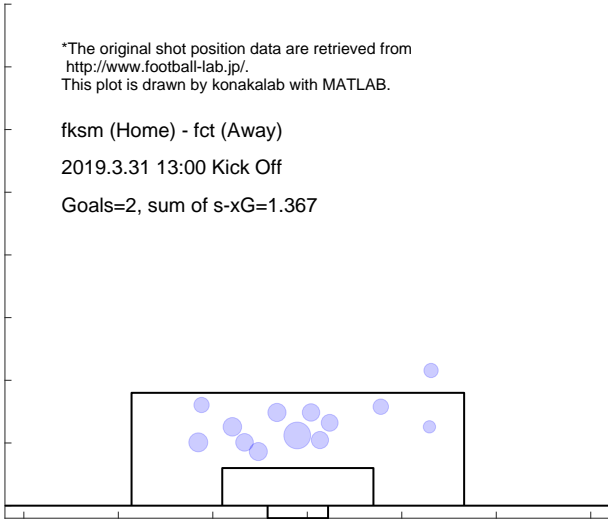 *The original shot position data are retrieved from
http://www.football-lab.jp/.
This plot is drawn by konakalab with MATLAB.
fksm (Home) - fct (Away)
2019.3.31 13:00 Kick Off
Goals=2, sum of s-xG=1.367